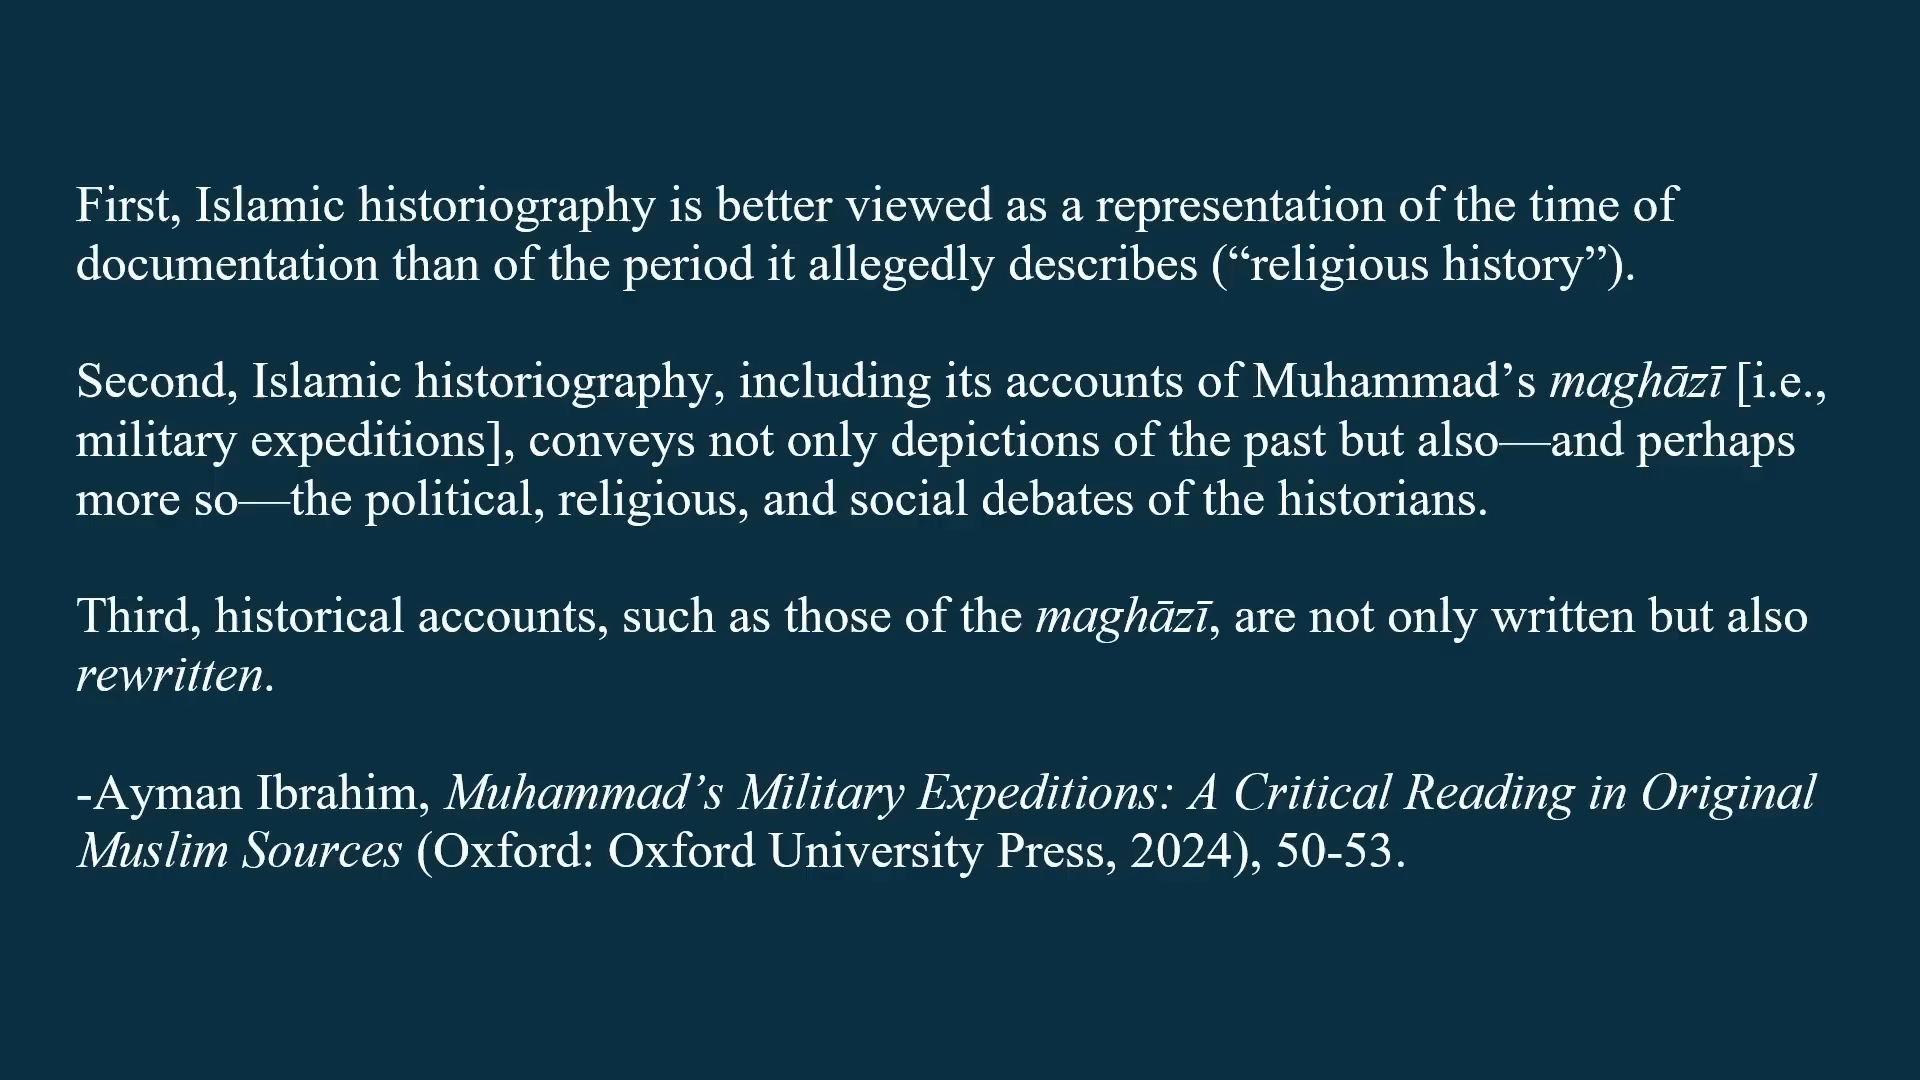 First, Islamic historiography is better viewed as a representation of the time of
documentation than of the period it allegedly describes (“religious history”).
Second, Islamic historiography, including its accounts of Muhammad’s maghāzī [i.e.,
military expeditions], conveys not only depictions of the past but also—and perhaps
more so—the political, religious, and social debates of the historians.
Third, historical accounts, such as those of the maghāzī, are not only written but also
rewritten.
-Ayman Ibrahim, Muhammad’s Military Expeditions: A Critical Reading in Original
Muslim Sources (Oxford: Oxford University Press, 2024), 50-53.